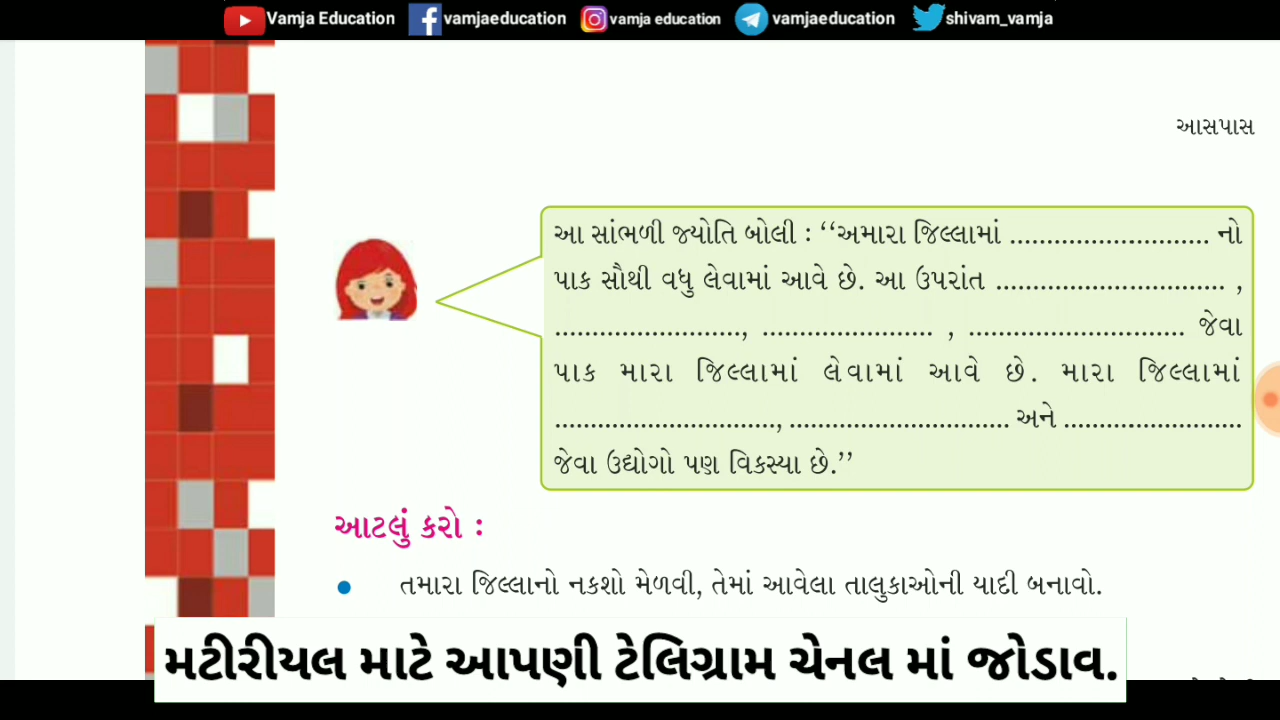 Vamja Education vamjaeducation vamja education vamjaeducation shivam_vamja
આસપાસ
આ સાંભળી જ્યોતિ બોલી : ‘‘અમારા જિલ્લામાં ........................... નો
પાક સૌથી વધુ લેવામાં આવે છે. આ ઉપરાંત ............................... ,
........................., ....................... , ............................. જેવા
પાક મારા જિલ્લામાં લેવામાં આવે છે. મારા જિલ્લામાં
.............................., .............................. અને ........................
જેવા ઉદ્યોગો પણ વિકસ્યા છે.’’
આટલું કરો :
● તમારા જિલ્લાનો નકશો મેળવી, તેમાં આવેલા તાલુકાઓની યાદી બનાવો.
મટીરીયલ માટે આપણી ટેલિગ્રામ ચેનલ માં જોડાવ.